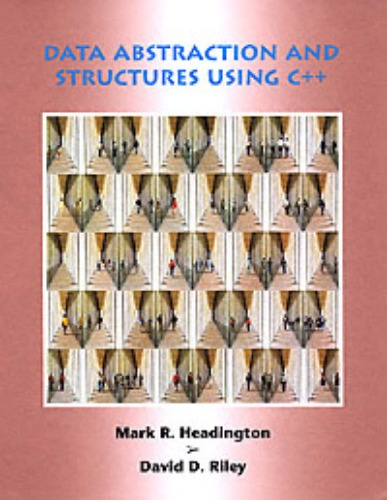 DATA ABSTRACTION AND
STRUCTURES USING C++
Mark R. Headington
David D. Riley